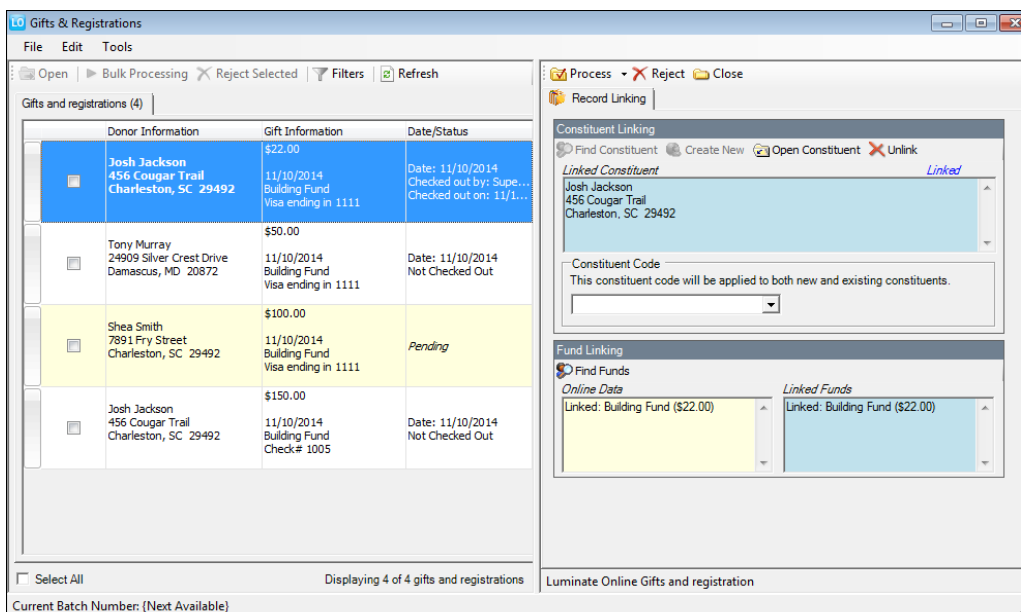 LO Gifts & Registrations
File Edit Tools
Open Bulk Processing Reject Selected Filters Refresh
Gifts and registrations (4)
Donor Information Gift Information Date/Status
Josh Jackson
456 Cougar Trail
Charleston, SC 29492
$22.00
11/10/2014
Building Fund
Visa ending in 1111
Date: 11/10/2014
Checked out by: Supe...
Checked out on: 11/1...
Tony Murray
24909 Silver Crest Drive
Damascus, MD 20872
$50.00
11/10/2014
Building Fund
Visa ending in 1111
Date: 11/10/2014
Not Checked Out
Shea Smith
7891 Fry Street
Charleston, SC 29492
$100.00
11/10/2014
Building Fund
Visa ending in 1111
Pending
Josh Jackson
456 Cougar Trail
Charleston, SC 29492
$150.00
11/10/2014
Building Fund
Check# 1005
Date: 11/10/2014
Not Checked Out
Select All Displaying 4 of 4 gifts and registrations
Process Reject Close
Record Linking
Constituent Linking
Find Constituent Create New Open Constituent Unlink
Linked Constituent Linked
Josh Jackson
456 Cougar Trail
Charleston, SC 29492
Constituent Code
This constituent code will be applied to both new and existing constituents.
Fund Linking
Find Funds
Online Data Linked Funds
Linked: Building Fund ($22.00) Linked: Building Fund ($22.00)
Luminate Online Gifts and registration
Current Batch Number: {Next Available}